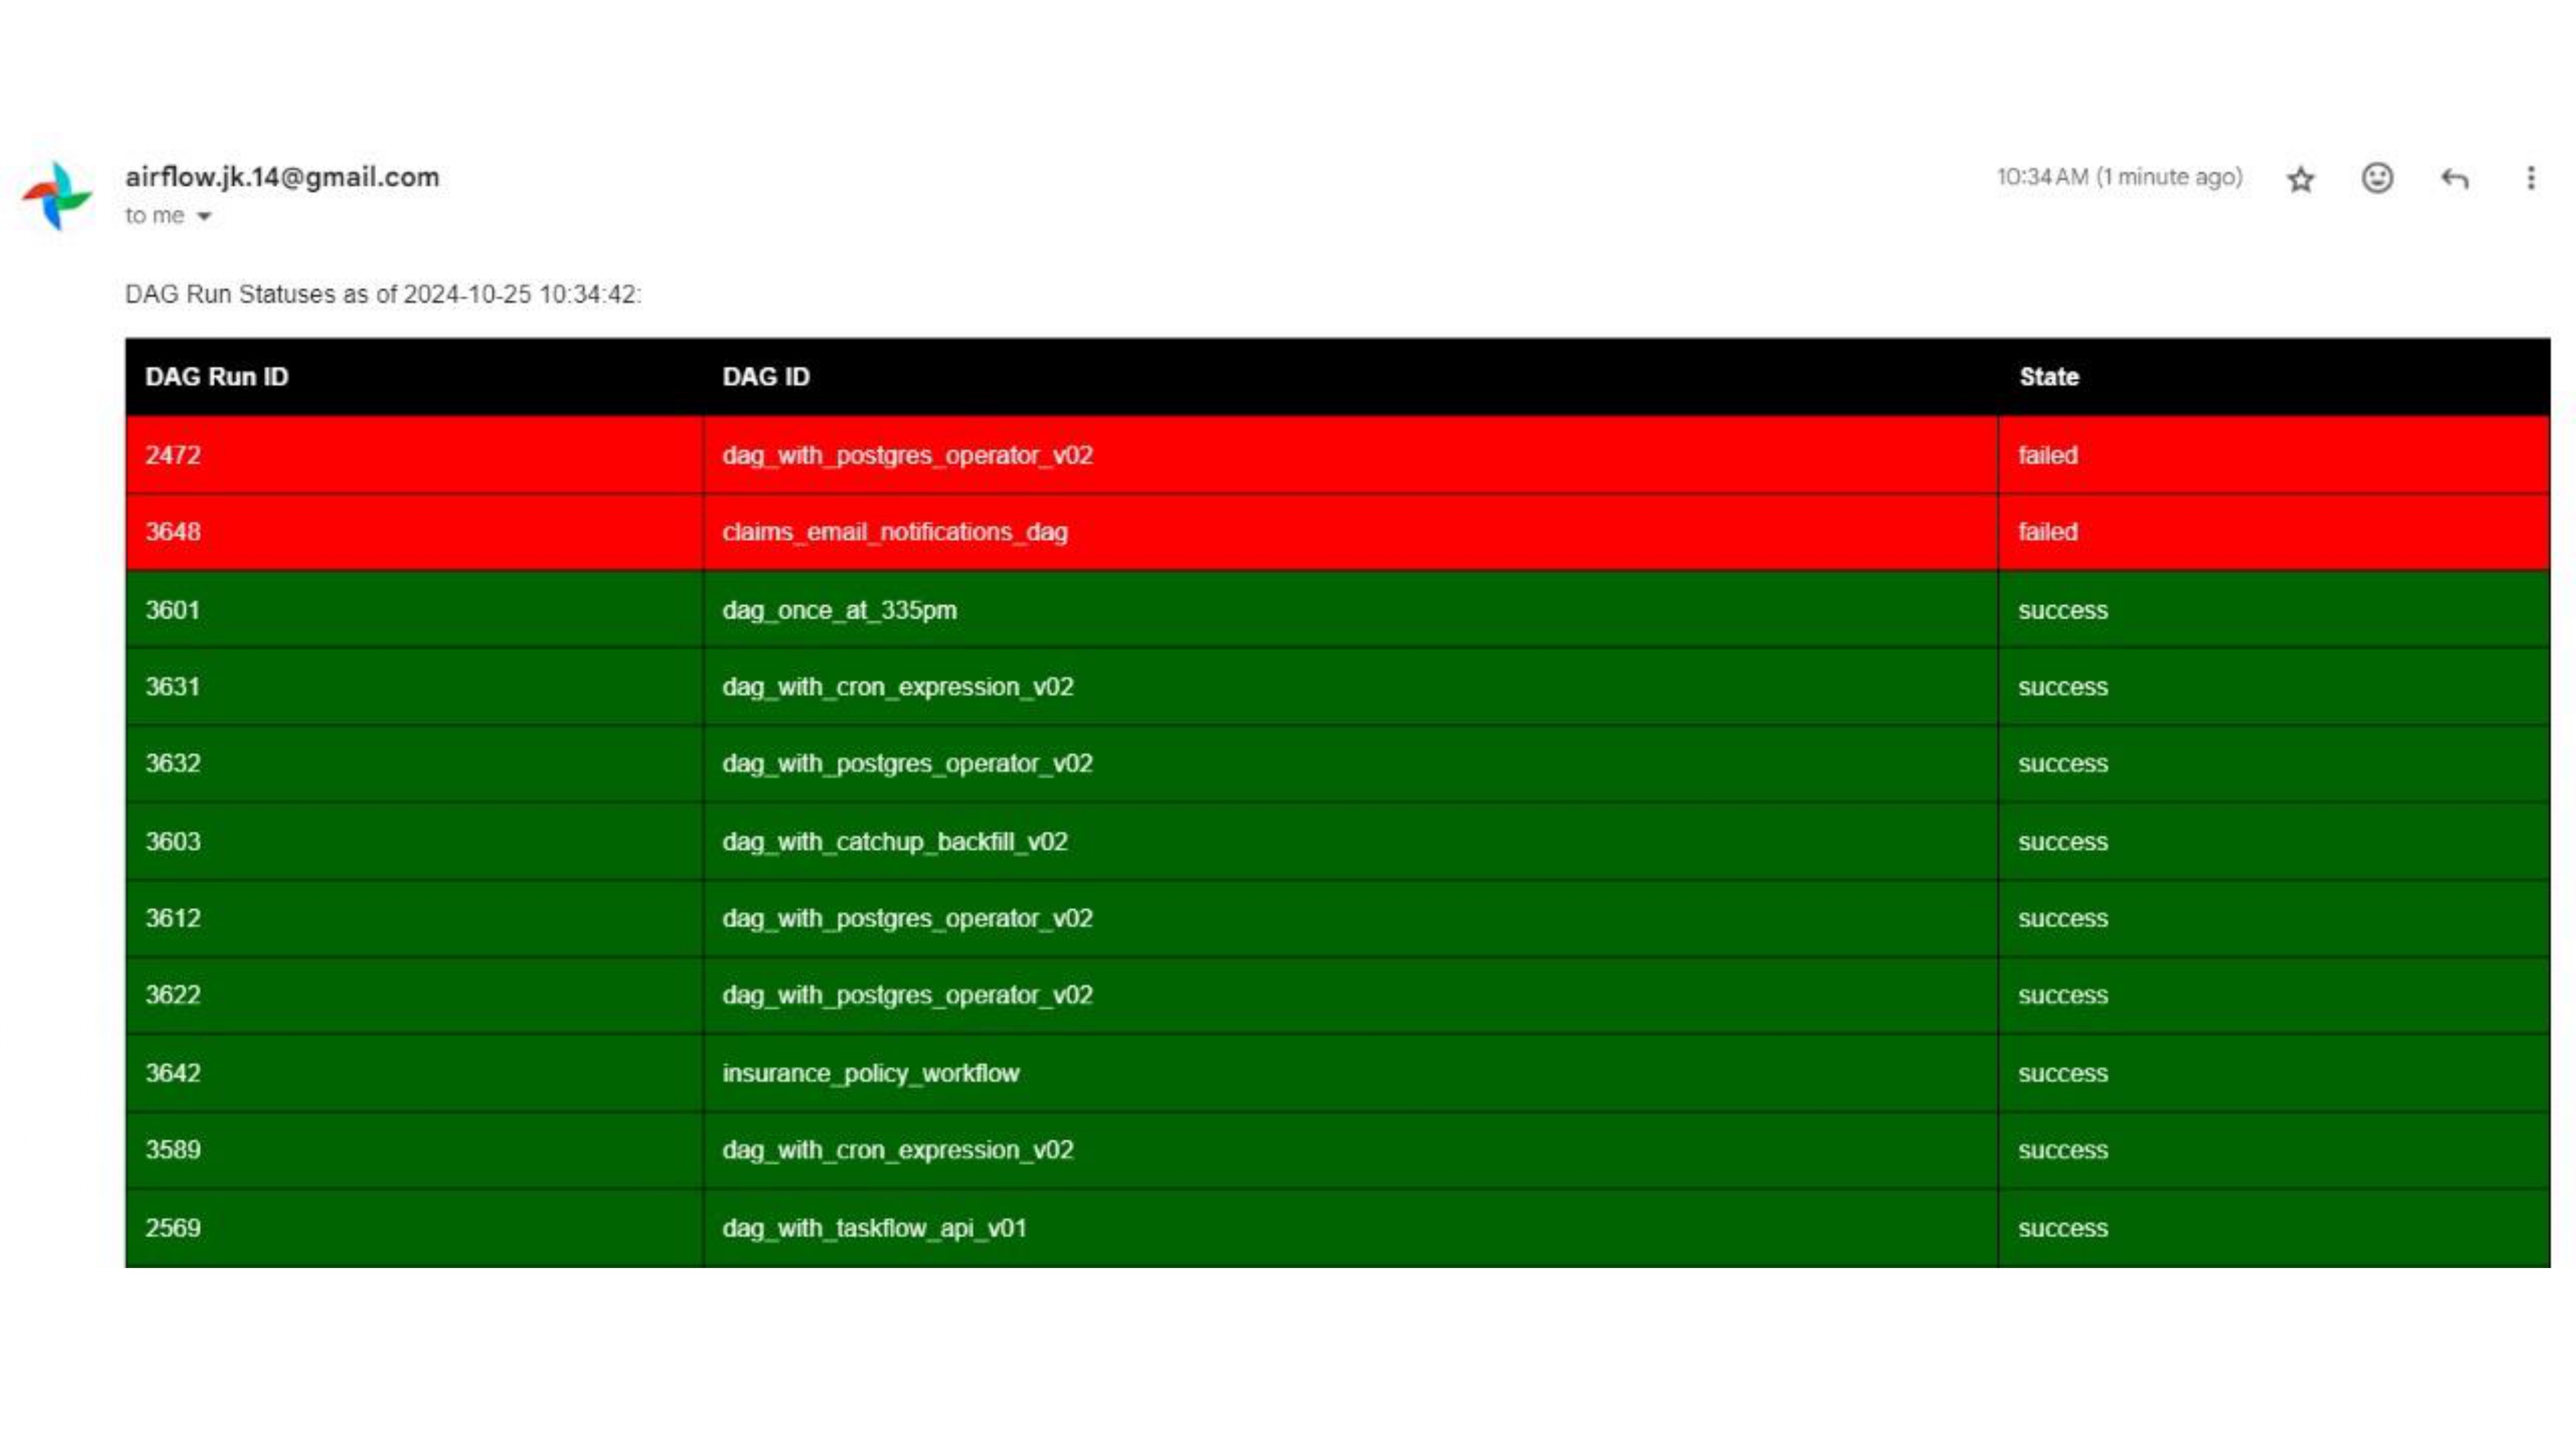 airflow.jk.14@gmail.com 10:34 AM (1 minute ago)
to me
DAG Run Statuses as of 2024-10-25 10:34:42:
DAG Run ID DAG ID State
2472 dag_with_postgres_operator_v02 failed
3648 claims_email_notifications_dag failed
3601 dag_once_at_335pm success
3631 dag_with_cron_expression_v02 success
3632 dag_with_postgres_operator_v02 success
3603 dag_with_catchup_backfill_v02 success
3612 dag_with_postgres_operator_v02 success
3622 dag_with_postgres_operator_v02 success
3642 insurance_policy_workflow success
3589 dag_with_cron_expression_v02 success
2569 dag_with_taskflow_api_v01 success